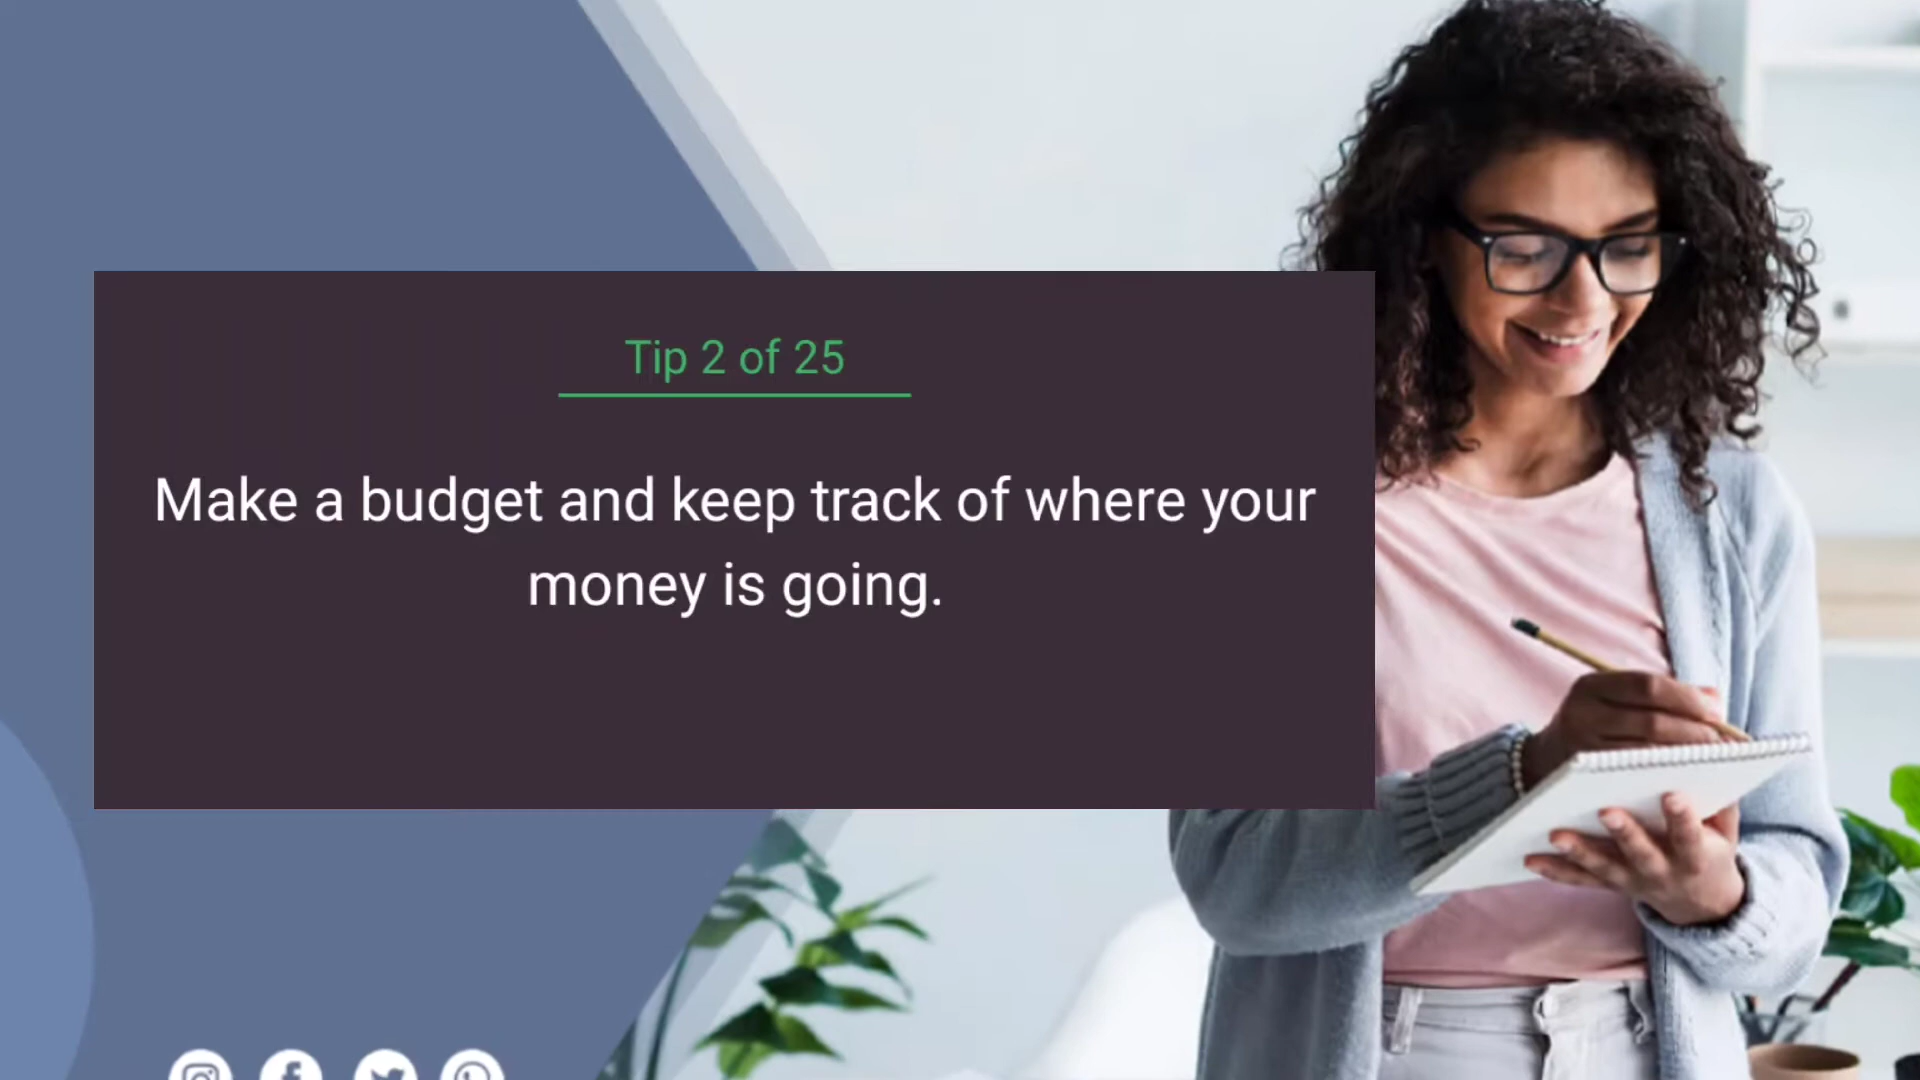 Tip 2 of 25
Make a budget and keep track of where your
money is going.